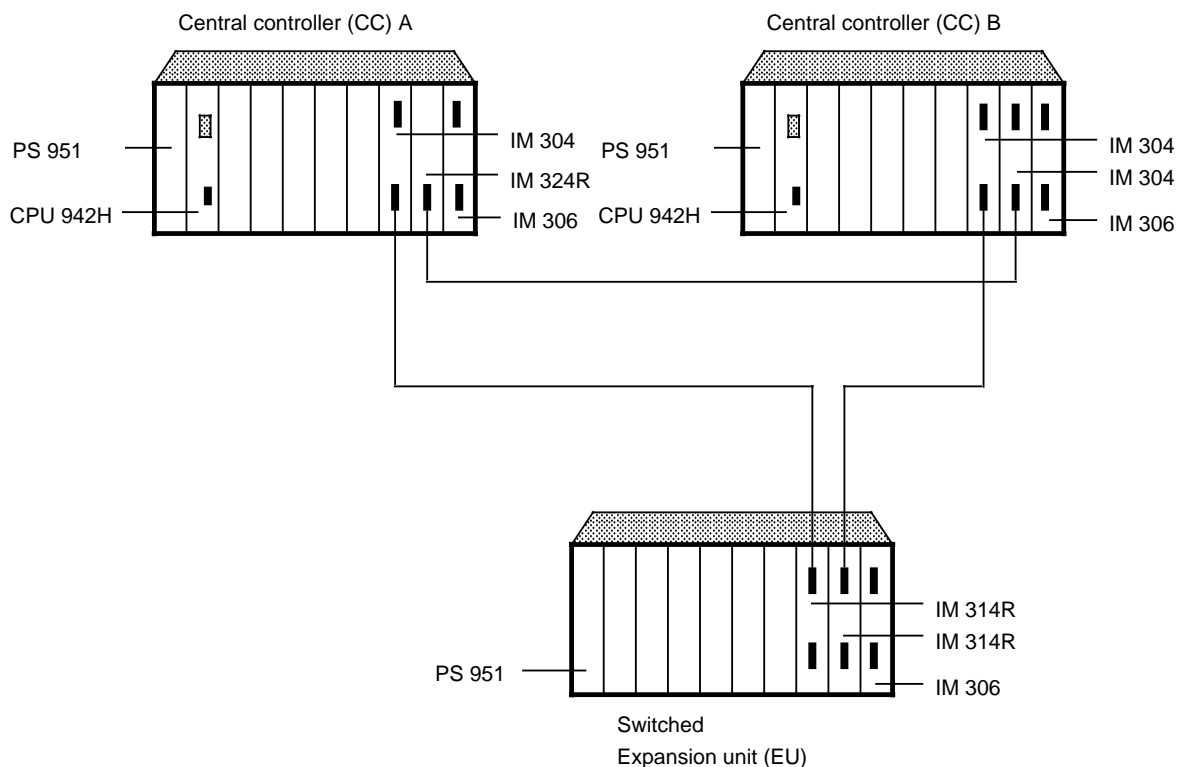 Central controller (CC) A
Central controller (CC) B
PS 951
CPU 942H
IM 304
IM 324R
IM 306
PS 951
CPU 942H
IM 304
IM 304
IM 306
IM 314R
IM 314R
PS 951
IM 306
Switched
Expansion unit (EU)